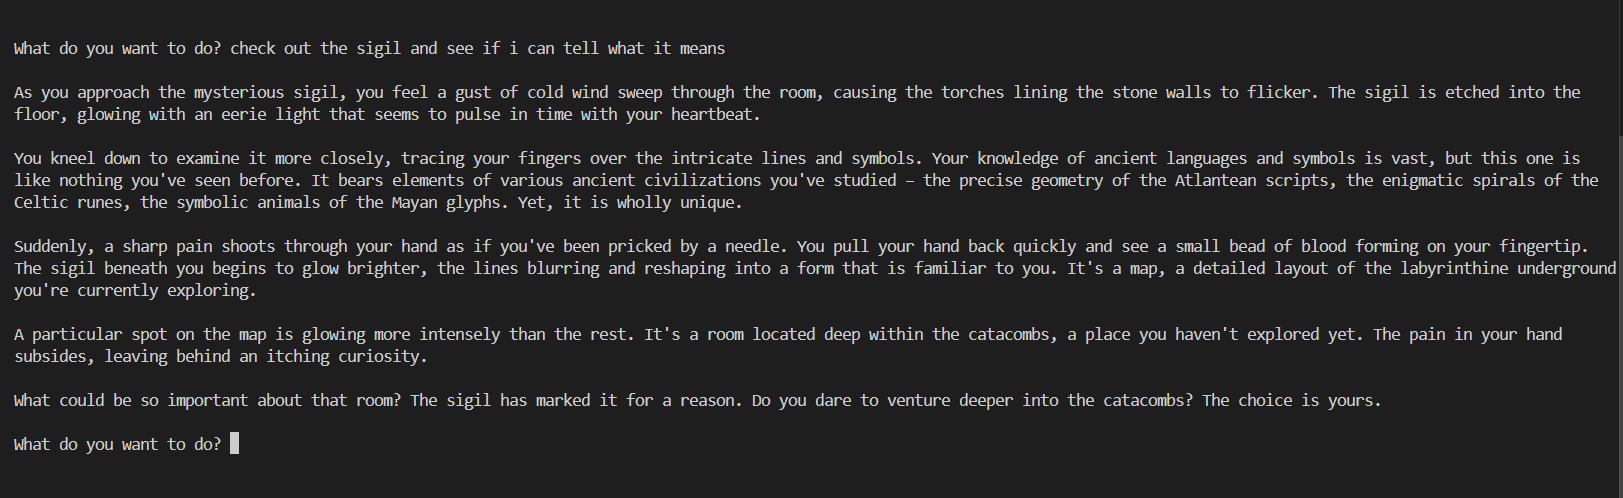 What do you want to do? check out the sigil and see if i can tell what it means
As you approach the mysterious sigil, you feel a gust of cold wind sweep through the room, causing the torches lining the stone walls to flicker. The sigil is etched into the
floor, glowing with an eerie light that seems to pulse in time with your heartbeat.
You kneel down to examine it more closely, tracing your fingers over the intricate lines and symbols. Your knowledge of ancient languages and symbols is vast, but this one is
like nothing you've seen before. It bears elements of various ancient civilizations you've studied – the precise geometry of the Atlantean scripts, the enigmatic spirals of the
Celtic runes, the symbolic animals of the Mayan glyphs. Yet, it is wholly unique.
Suddenly, a sharp pain shoots through your hand as if you've been pricked by a needle. You pull your hand back quickly and see a small bead of blood forming on your fingertip.
The sigil beneath you begins to glow brighter, the lines blurring and reshaping into a form that is familiar to you. It's a map, a detailed layout of the labyrinthine underground
you're currently exploring.
A particular spot on the map is glowing more intensely than the rest. It's a room located deep within the catacombs, a place you haven't explored yet. The pain in your hand
subsides, leaving behind an itching curiosity.
What could be so important about that room? The sigil has marked it for a reason. Do you dare to venture deeper into the catacombs? The choice is yours.
What do you want to do?